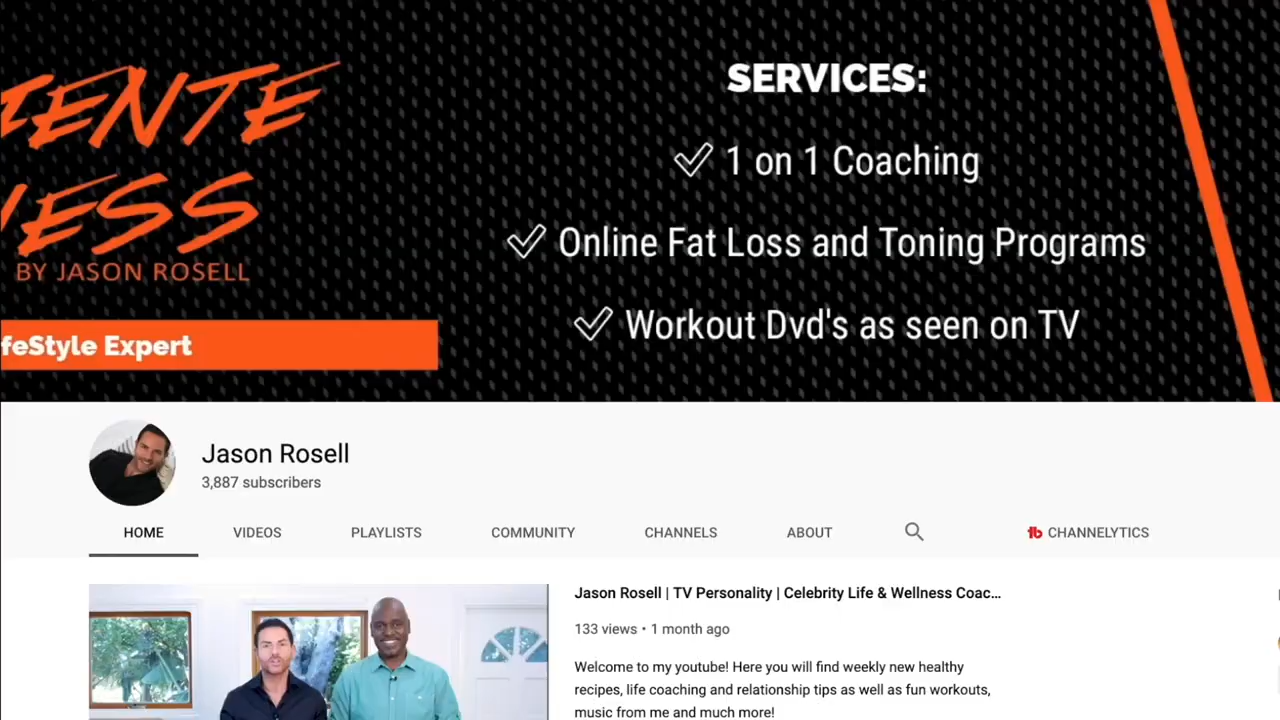 IENTE
NESS
BY JASON ROSELL
feStyle Expert
SERVICES:
1 on 1 Coaching
Online Fat Loss and Toning Programs
Workout Dvd's as seen on TV
Jason Rosell
3,887 subscribers
HOME VIDEOS PLAYLISTS COMMUNITY CHANNELS ABOUT tb CHANNELYTICS
Jason Rosell | TV Personality | Celebrity Life & Wellness Coac...
133 views • 1 month ago
Welcome to my youtube! Here you will find weekly new healthy
recipes, life coaching and relationship tips as well as fun workouts,
music from me and much more!